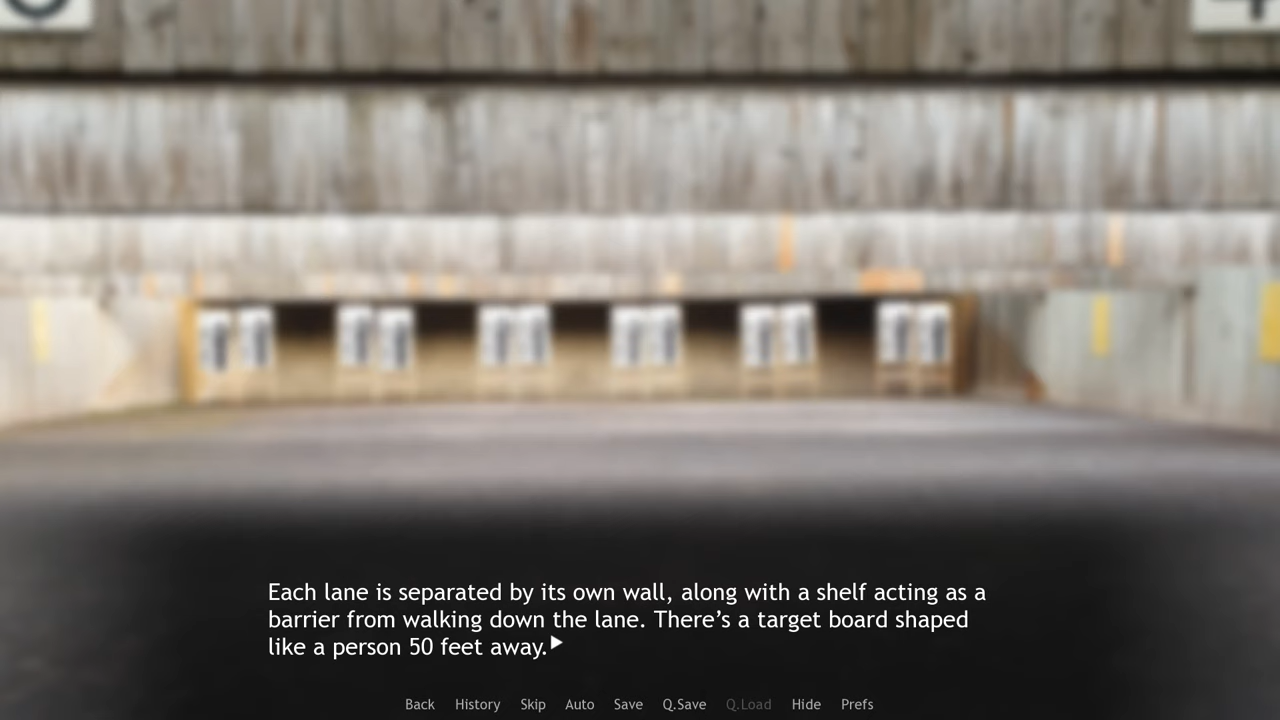 Each lane is separated by its own wall, along with a shelf acting as a
barrier from walking down the lane. There’s a target board shaped
like a person 50 feet away.
Back History Skip Auto Save Q.Save Q.Load Hide Prefs